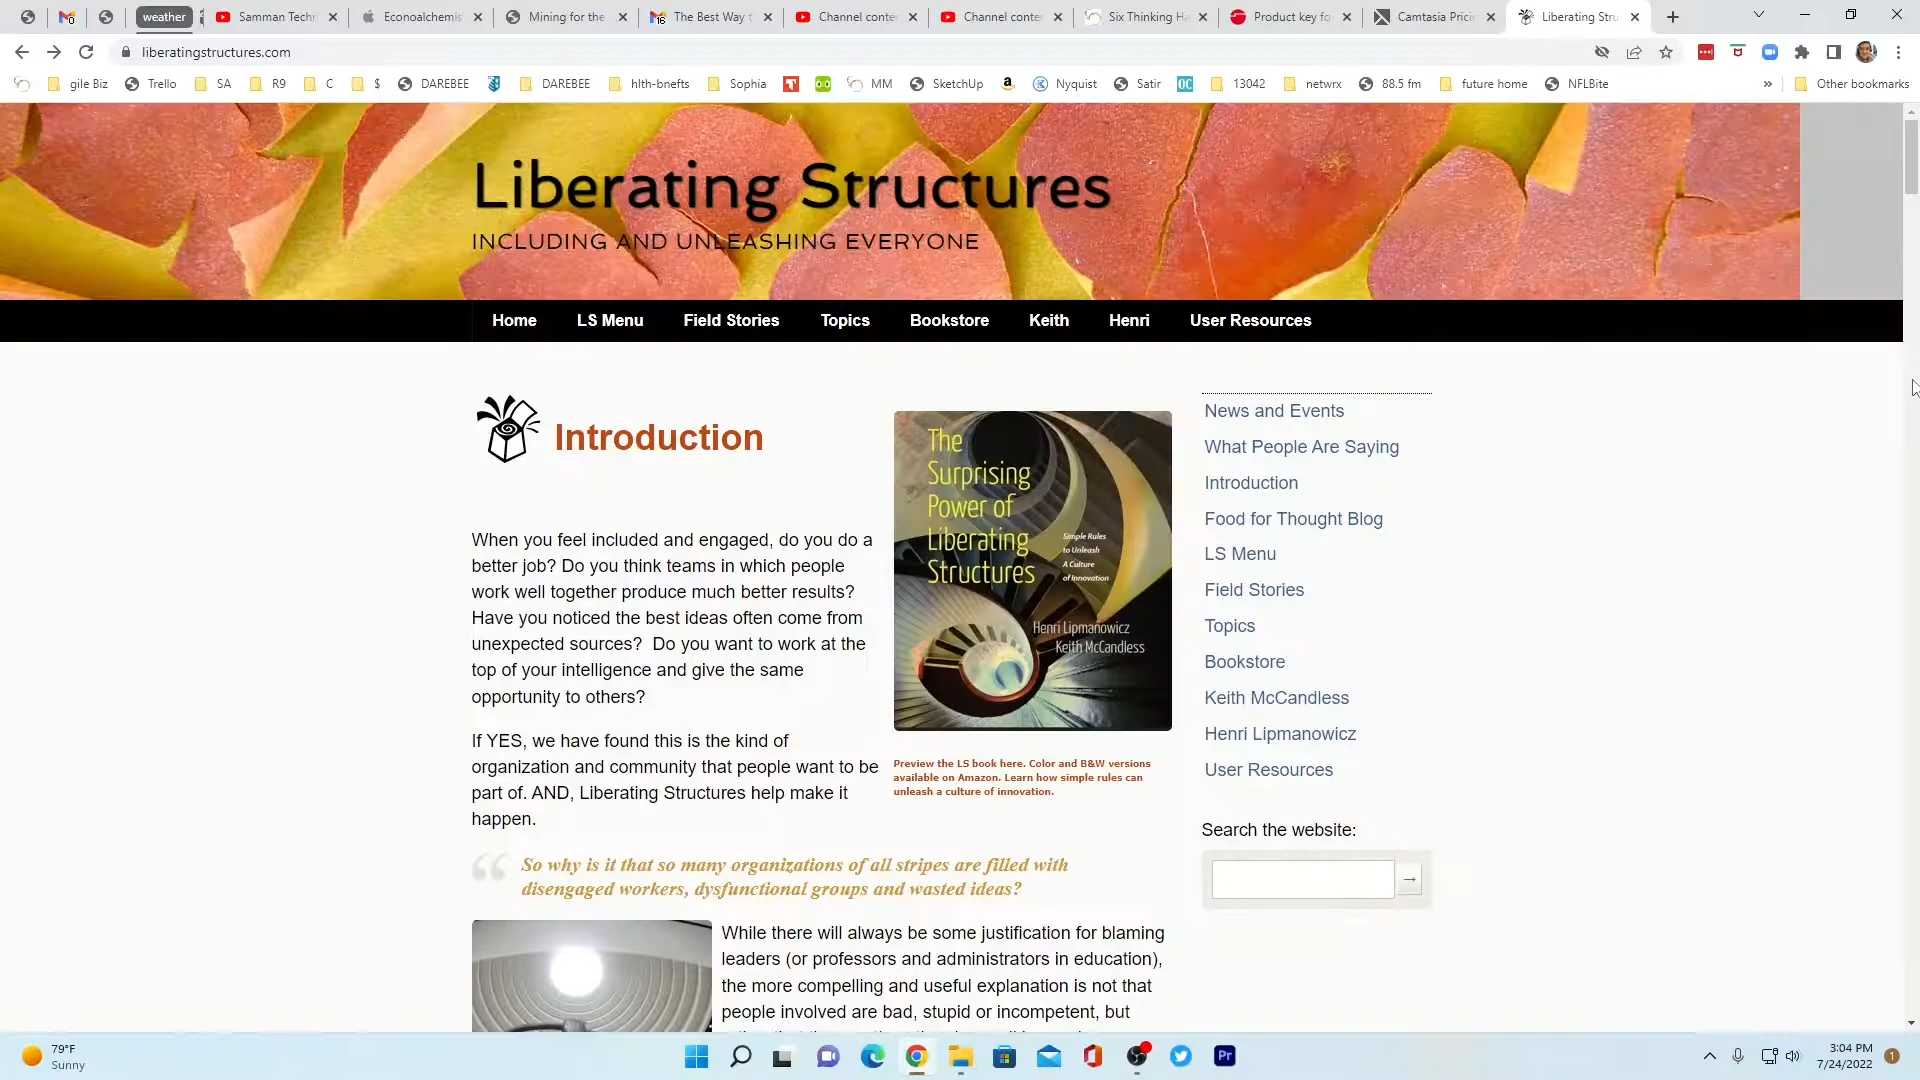 weather
Samman Techn
Econoalchemis
Mining for the
The Best Way t
Channel conte
Channel conte
Six Thinking Ha
Product key fo
Camtasia Prici
Liberating Stru
liberatingstructures.com
gile Biz
Trello
SA
R9
C
$
DAREBEE
DAREBEE
hlth-bnefts
Sophia
MM
SketchUp
Nyquist
Satir
OC
13042
netwrx
88.5 fm
future home
NFLBite
»
Other bookmarks
Liberating Structures
INCLUDING AND UNLEASHING EVERYONE
Home
LS Menu
Field Stories
Topics
Bookstore
Keith
Henri
User Resources
Introduction
When you feel included and engaged, do you do a
better job? Do you think teams in which people
work well together produce much better results?
Have you noticed the best ideas often come from
unexpected sources?  Do you want to work at the
top of your intelligence and give the same
opportunity to others?
If YES, we have found this is the kind of
organization and community that people want to be
part of. AND, Liberating Structures help make it
happen.
The
Surprising
Power of
Liberating
Structures
Simple Rules
to Unleash
A Culture
of Innovation
Henri Lipmanowicz
Keith McCandless
Preview the LS book here. Color and B&W versions
available on Amazon. Learn how simple rules can
unleash a culture of innovation.
So why is it that so many organizations of all stripes are filled with
disengaged workers, dysfunctional groups and wasted ideas?
While there will always be some justification for blaming
leaders (or professors and administrators in education),
the more compelling and useful explanation is not that
people involved are bad, stupid or incompetent, but
News and Events
What People Are Saying
Introduction
Food for Thought Blog
LS Menu
Field Stories
Topics
Bookstore
Keith McCandless
Henri Lipmanowicz
User Resources
Search the website:
→
79°F
Sunny
Pr
3:04 PM
7/24/2022
1